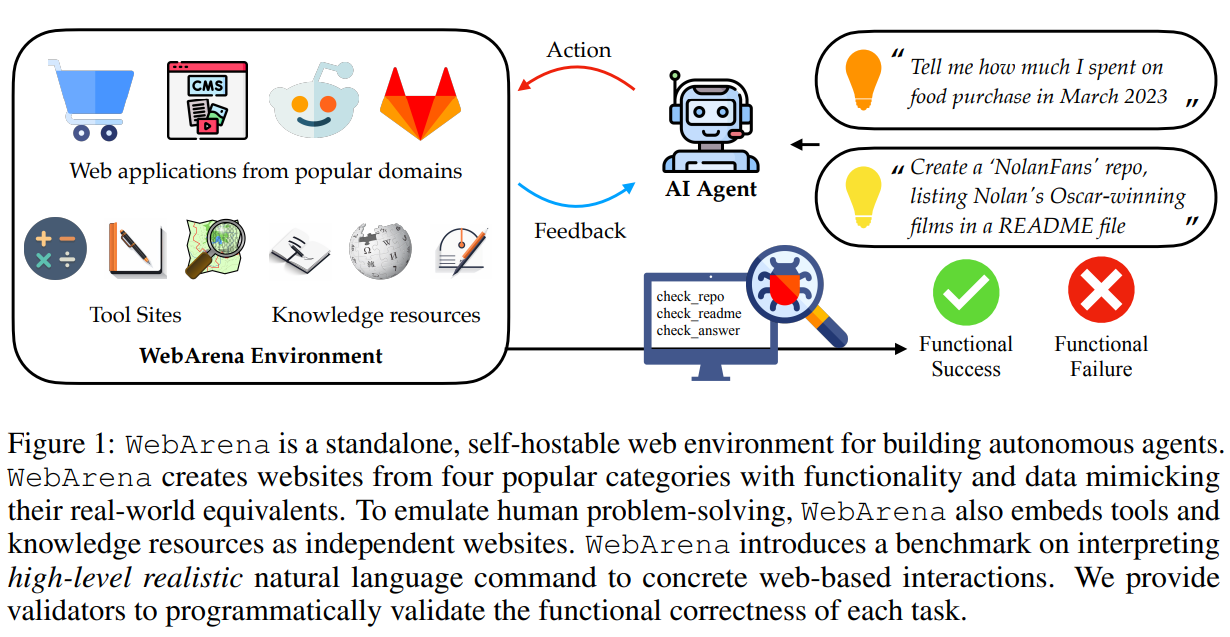 CMS
Web applications from popular domains
Tool Sites
Knowledge resources
WebArena Environment
Action
Feedback
AI Agent
“ Tell me how much I spent on
food purchase in March 2023 ”
“ Create a ‘NolanFans’ repo,
listing Nolan's Oscar-winning
films in a README file ”
check_repo
check_readme
check_answer
Functional
Success
Functional
Failure
Figure 1: WebArena is a standalone, self-hostable web environment for building autonomous agents.
WebArena creates websites from four popular categories with functionality and data mimicking
their real-world equivalents. To emulate human problem-solving, WebArena also embeds tools and
knowledge resources as independent websites. WebArena introduces a benchmark on interpreting
high-level realistic natural language command to concrete web-based interactions. We provide
validators to programmatically validate the functional correctness of each task.